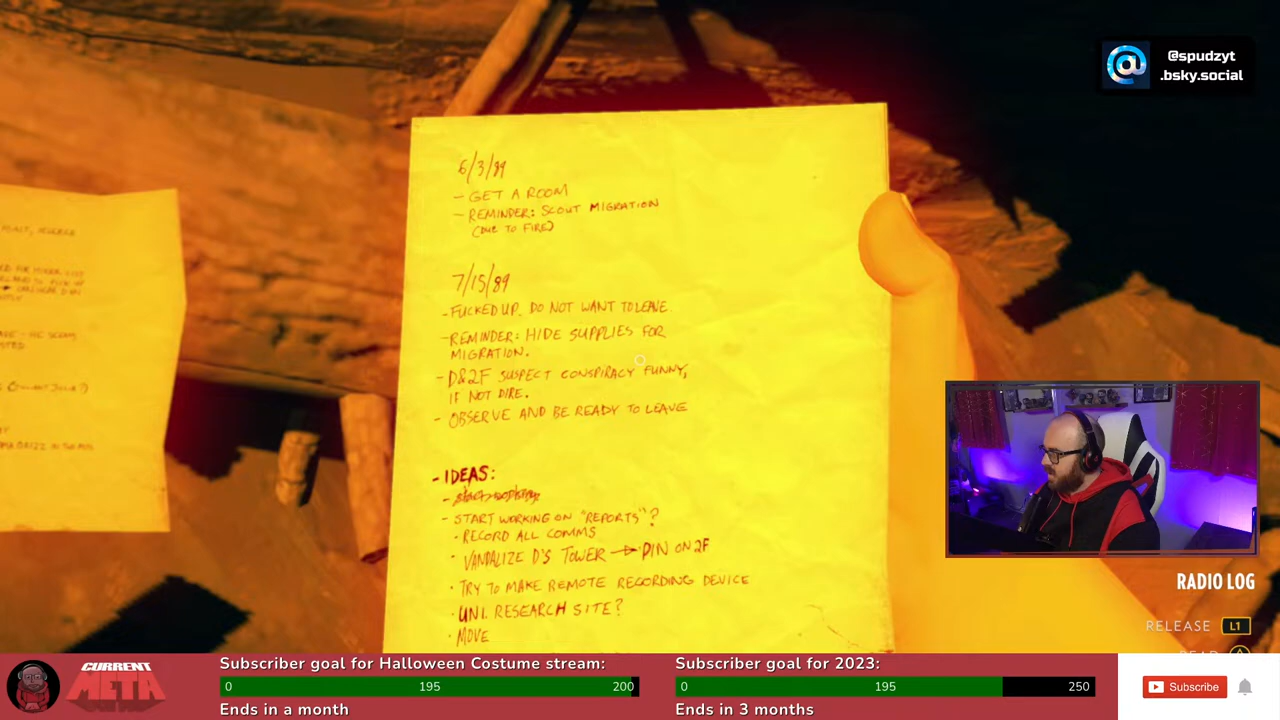 @spudzyt
.bsky.social
6/3/89
- GET A ROOM
- REMINDER: SCOUT MIGRATION
(DUE TO FIRE)
7/15/89
- FUCKED UP. DO NOT WANT TO LEAVE.
- REMINDER: HIDE SUPPLIES FOR
MIGRATION.
- D&2F SUSPECT CONSPIRACY FUNNY,
IF NOT DIRE.
- OBSERVE AND BE READY TO LEAVE
- IDEAS:
- START WORKING ON "REPORTS"?
· RECORD ALL COMMS
· VANDALIZE D'S TOWER → PIN ON 2F
· TRY TO MAKE REMOTE RECORDING DEVICE
· UNI. RESEARCH SITE?
· MOVE
RADIO LOG
RELEASE L1
READ
CURRENT
META
Subscriber goal for Halloween Costume stream:
0 195 200
Ends in a month
Subscriber goal for 2023:
0 195 250
Ends in 3 months
Subscribe